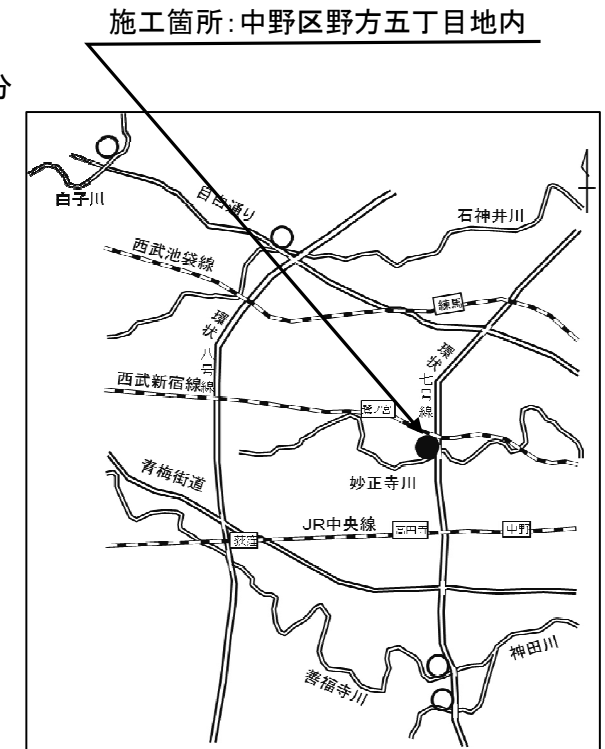 施工箇所:中野区野方五丁目地内
分
白子川
目白通り
石神井川
西武池袋線
練馬
環状八号線
環状七号線
西武新宿線
鷺ノ宮
妙正寺川
青梅街道
JR中央線
高円寺
中野
荻窪
神田川
善福寺川